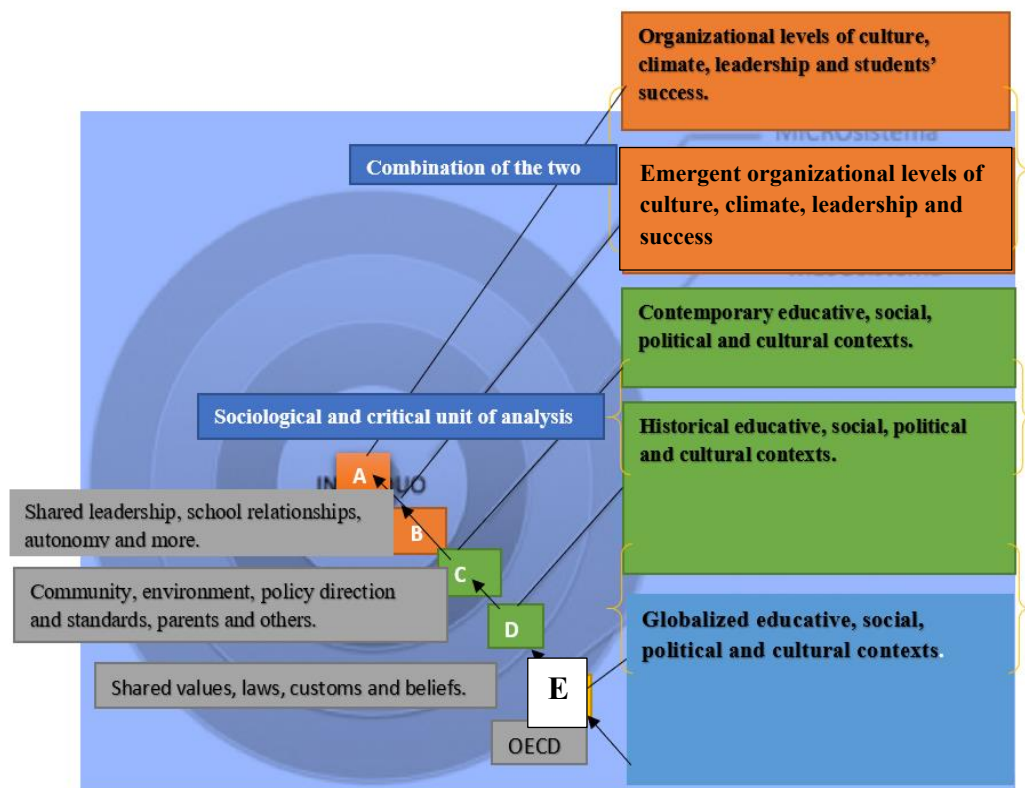 Organizational levels of culture,
climate, leadership and students’
success.
MICROsistema
Combination of the two
Emergent organizational levels of
culture, climate, leadership and
success
Contemporary educative, social,
political and cultural contexts.
Sociological and critical unit of analysis
Historical educative, social, political
and cultural contexts.
A
Shared leadership, school relationships,
autonomy and more.
B
C
Community, environment, policy direction
and standards, parents and others.
D
Globalized educative, social,
political and cultural contexts.
Shared values, laws, customs and beliefs.
E
OECD